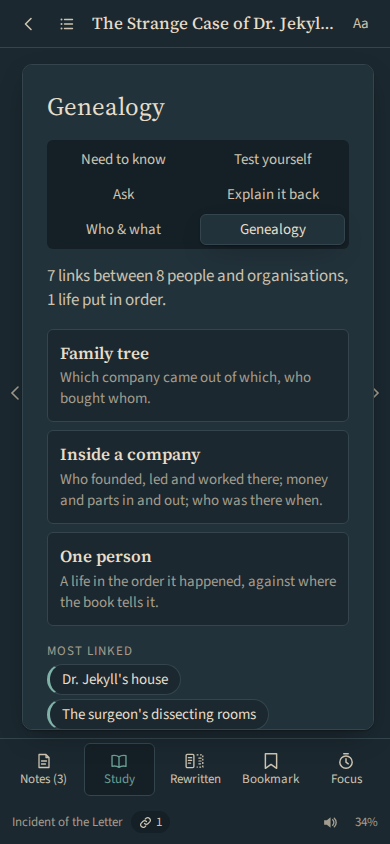 The Strange Case of Dr. Jekyl...
Aa
Genealogy
Need to know
Test yourself
Ask
Explain it back
Who & what
Genealogy
7 links between 8 people and organisations,
1 life put in order.
Family tree
Which company came out of which, who
bought whom.
Inside a company
Who founded, led and worked there; money
and parts in and out; who was there when.
One person
A life in the order it happened, against where
the book tells it.
MOST LINKED
Dr. Jekyll's house
The surgeon's dissecting rooms
Notes (3)
Study
Rewritten
Bookmark
Focus
Incident of the Letter
1
34%